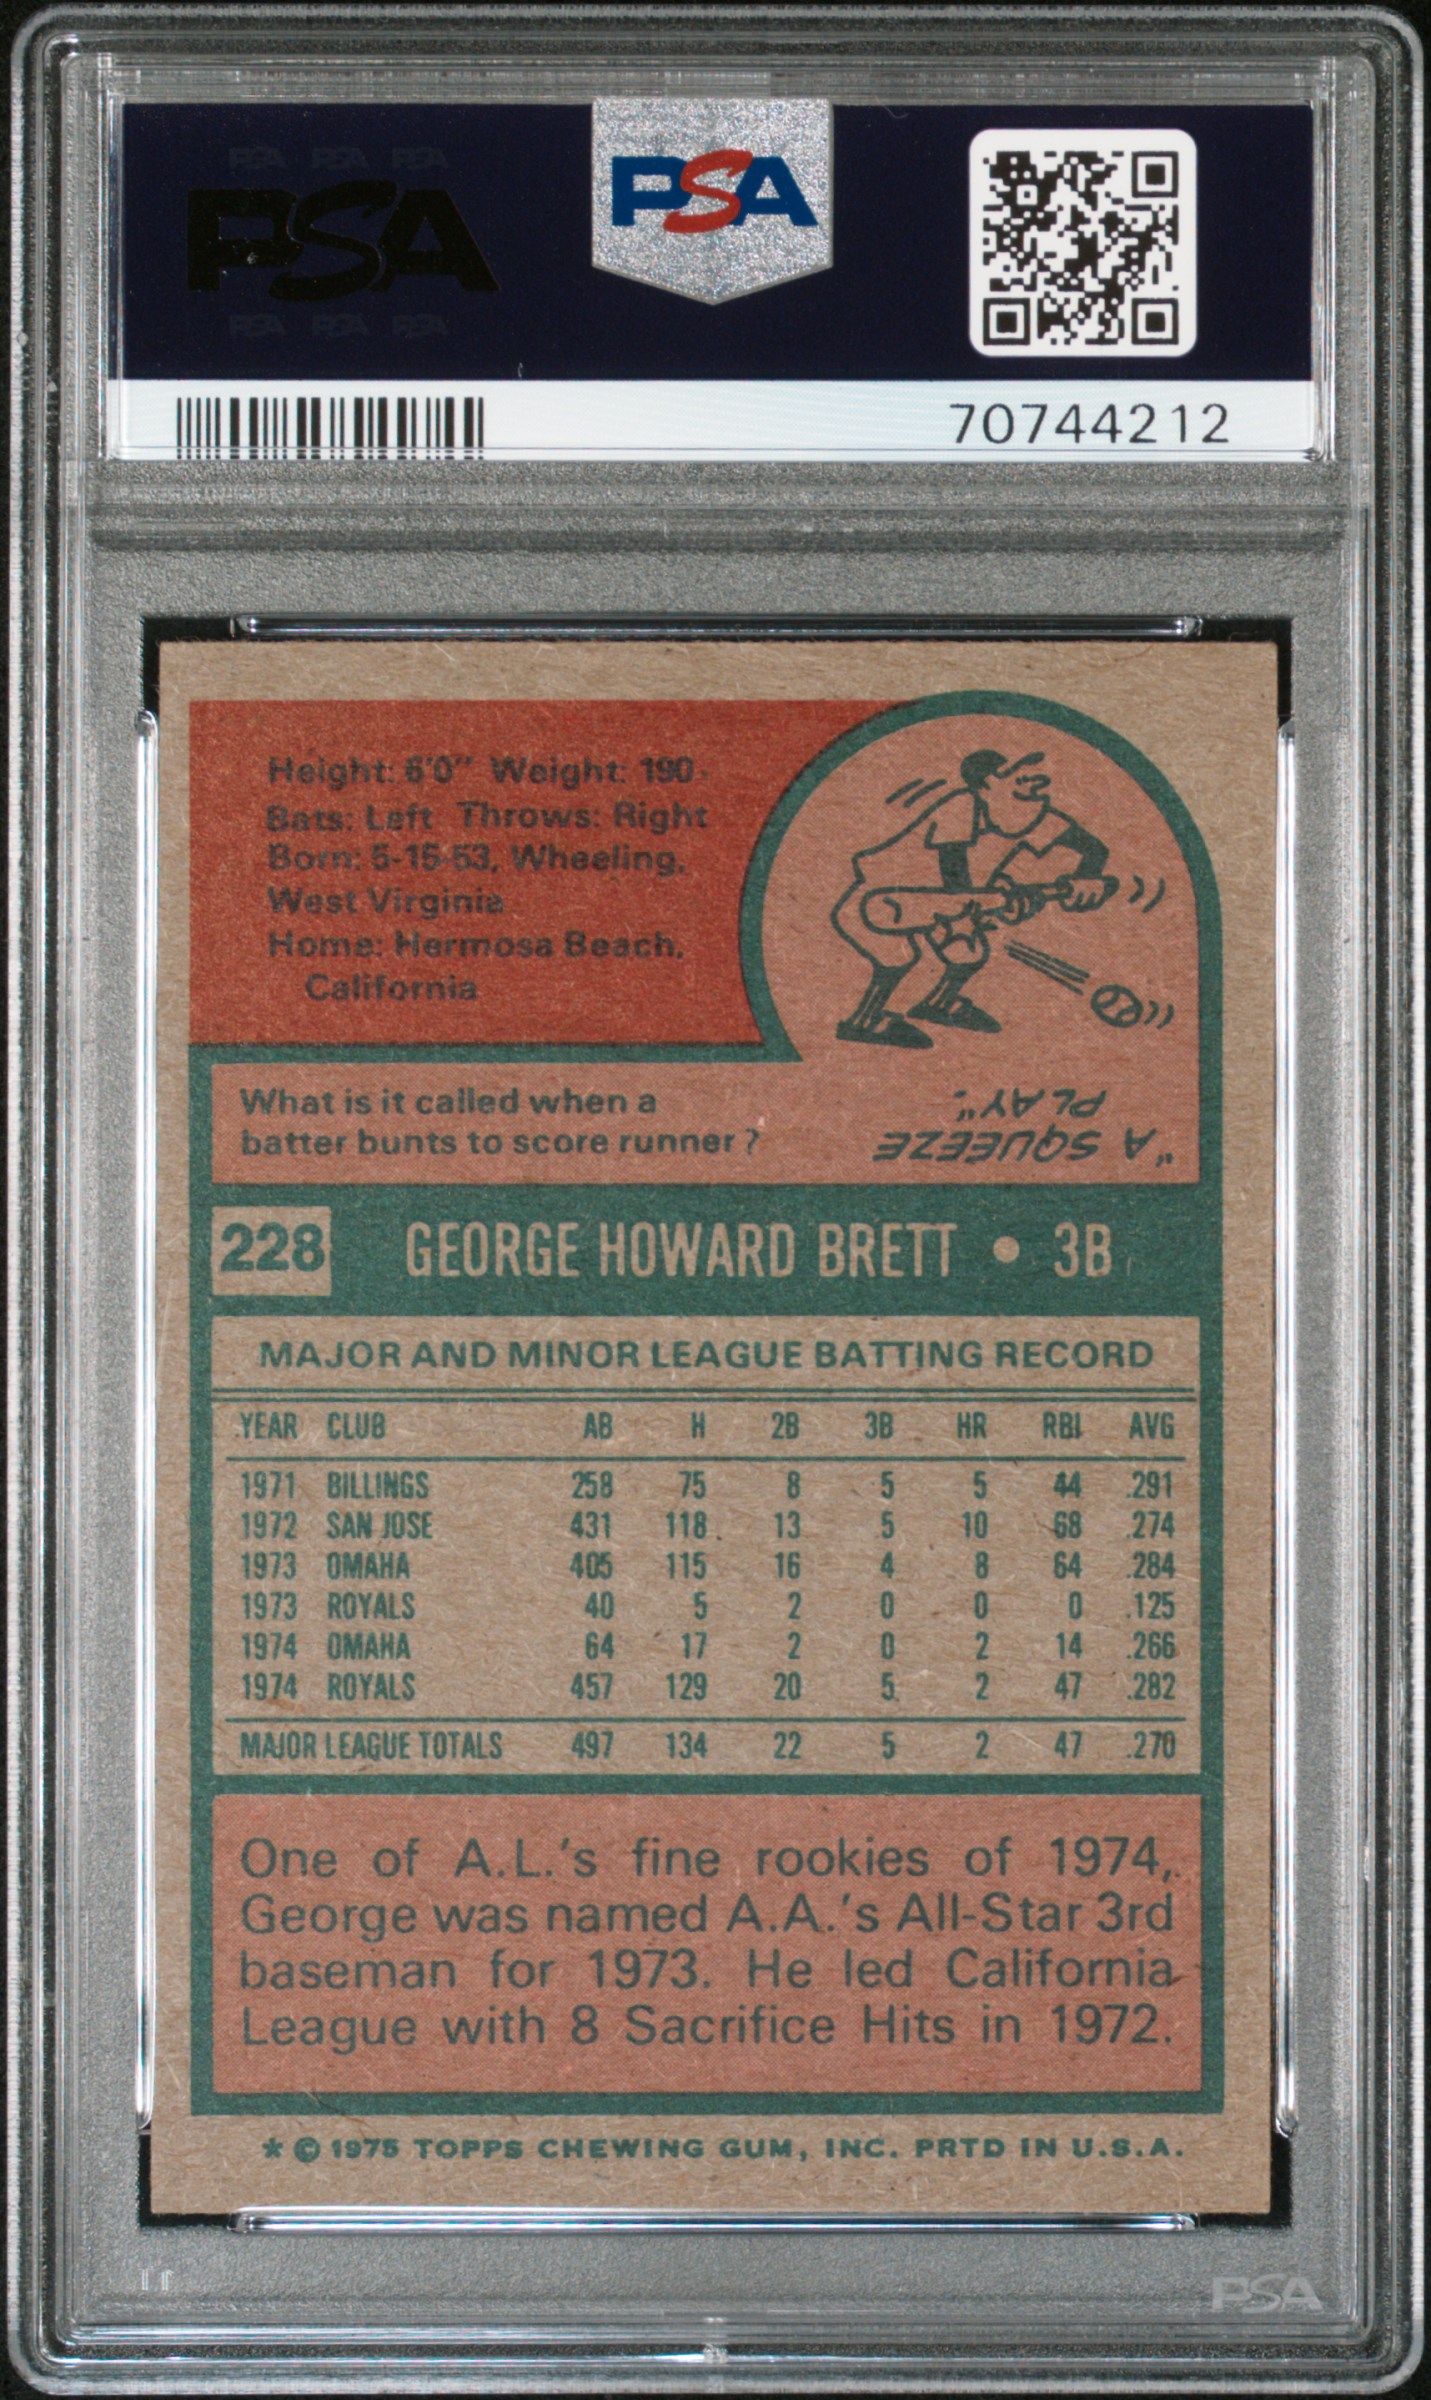 PSA PSA PSA
PSA
PSA PSA PSA
PSA
70744212
Height: 6'0" Weight: 190
Bats: Left Throws: Right
Born: 5-15-53, Wheeling,
West Virginia
Home: Hermosa Beach,
California
What is it called when a
batter bunts to score runner?
"A SQUEEZE
PLAY".
228 GEORGE HOWARD BRETT • 3B
MAJOR AND MINOR LEAGUE BATTING RECORD
YEAR CLUB AB H 2B 3B HR RBI AVG
1971 BILLINGS 258 75 8 5 5 44 .291
1972 SAN JOSE 431 118 13 5 10 68 .274
1973 OMAHA 405 115 16 4 8 64 .284
1973 ROYALS 40 5 2 0 0 0 .125
1974 OMAHA 64 17 2 0 2 14 .266
1974 ROYALS 457 129 20 5 2 47 .282
MAJOR LEAGUE TOTALS 497 134 22 5 2 47 .270
One of A.L.'s fine rookies of 1974,
George was named A.A.'s All-Star 3rd
baseman for 1973. He led California
League with 8 Sacrifice Hits in 1972.
* © 1975 TOPPS CHEWING GUM, INC. PRTD IN U.S.A.
PSA